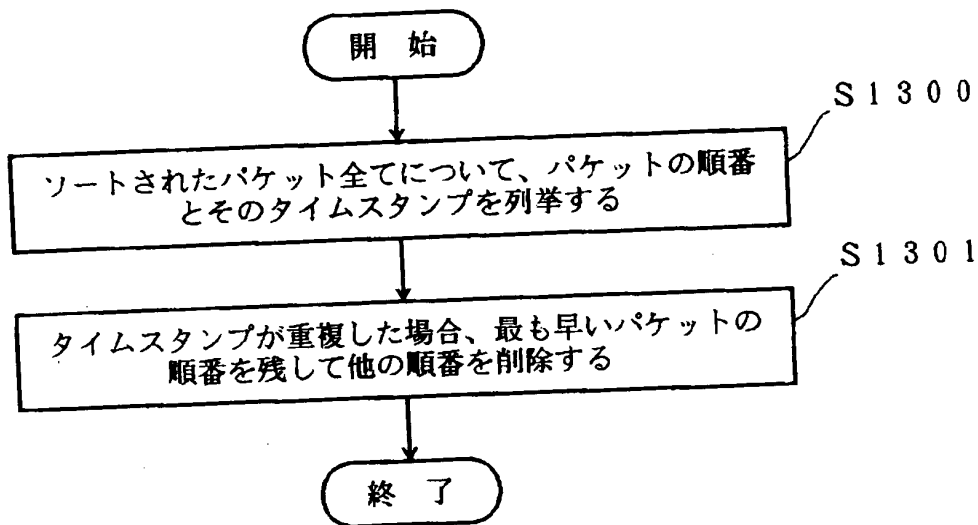 開 始
S1300
ソートされたパケット全てについて、パケットの順番
とそのタイムスタンプを列挙する
S1301
タイムスタンプが重複した場合、最も早いパケットの
順番を残して他の順番を削除する
終 了